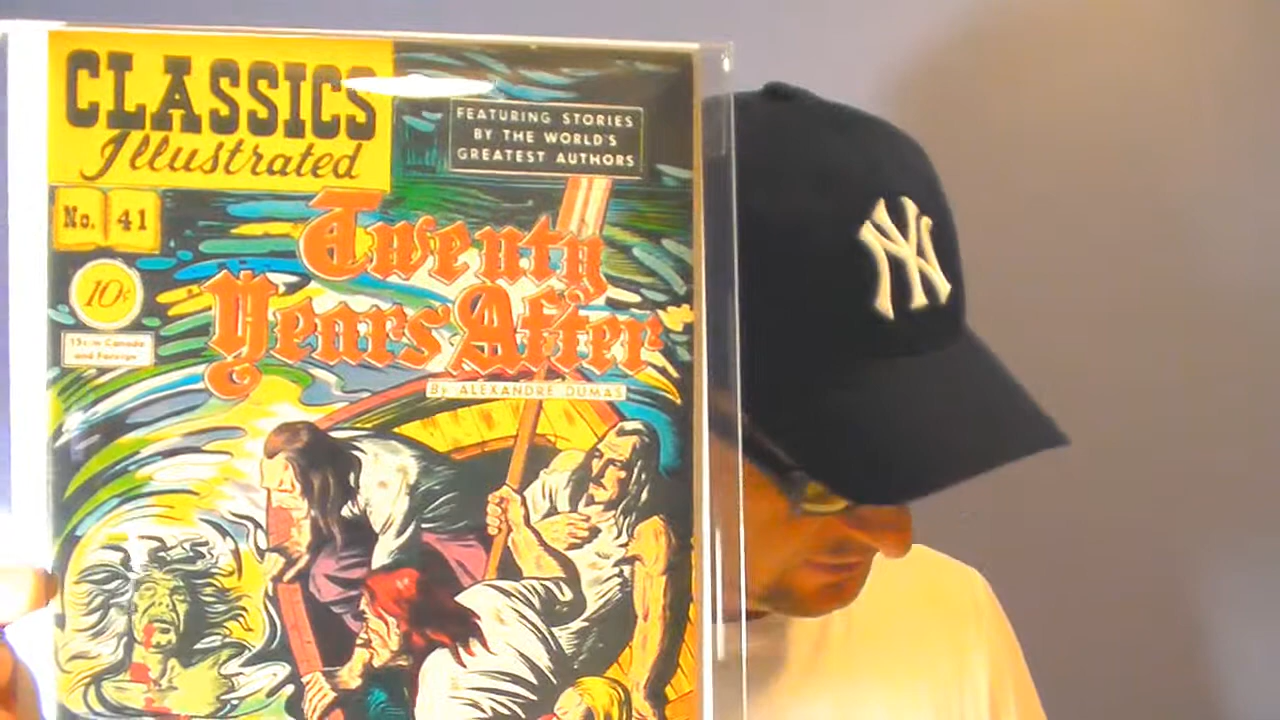 CLASSICS
Illustrated
FEATURING STORIES
BY THE WORLD'S
GREATEST AUTHORS
No. 41
10¢
15¢ in Canada
and Foreign
Twenty
Years After
By ALEXANDRE DUMAS
NY